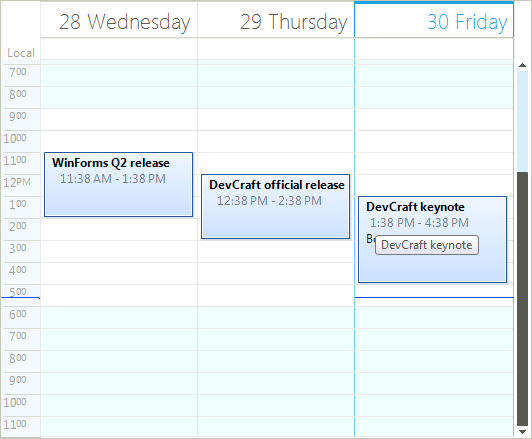 28 Wednesday
29 Thursday
30 Friday
Local
7 00
8 00
9 00
10 00
11 00
12 PM
1 00
2 00
3 00
4 00
5 00
6 00
7 00
8 00
9 00
10 00
11 00
WinForms Q2 release
11:38 AM - 1:38 PM
DevCraft official release
12:38 PM - 2:38 PM
DevCraft keynote
1:38 PM - 4:38 PM
DevCraft keynote